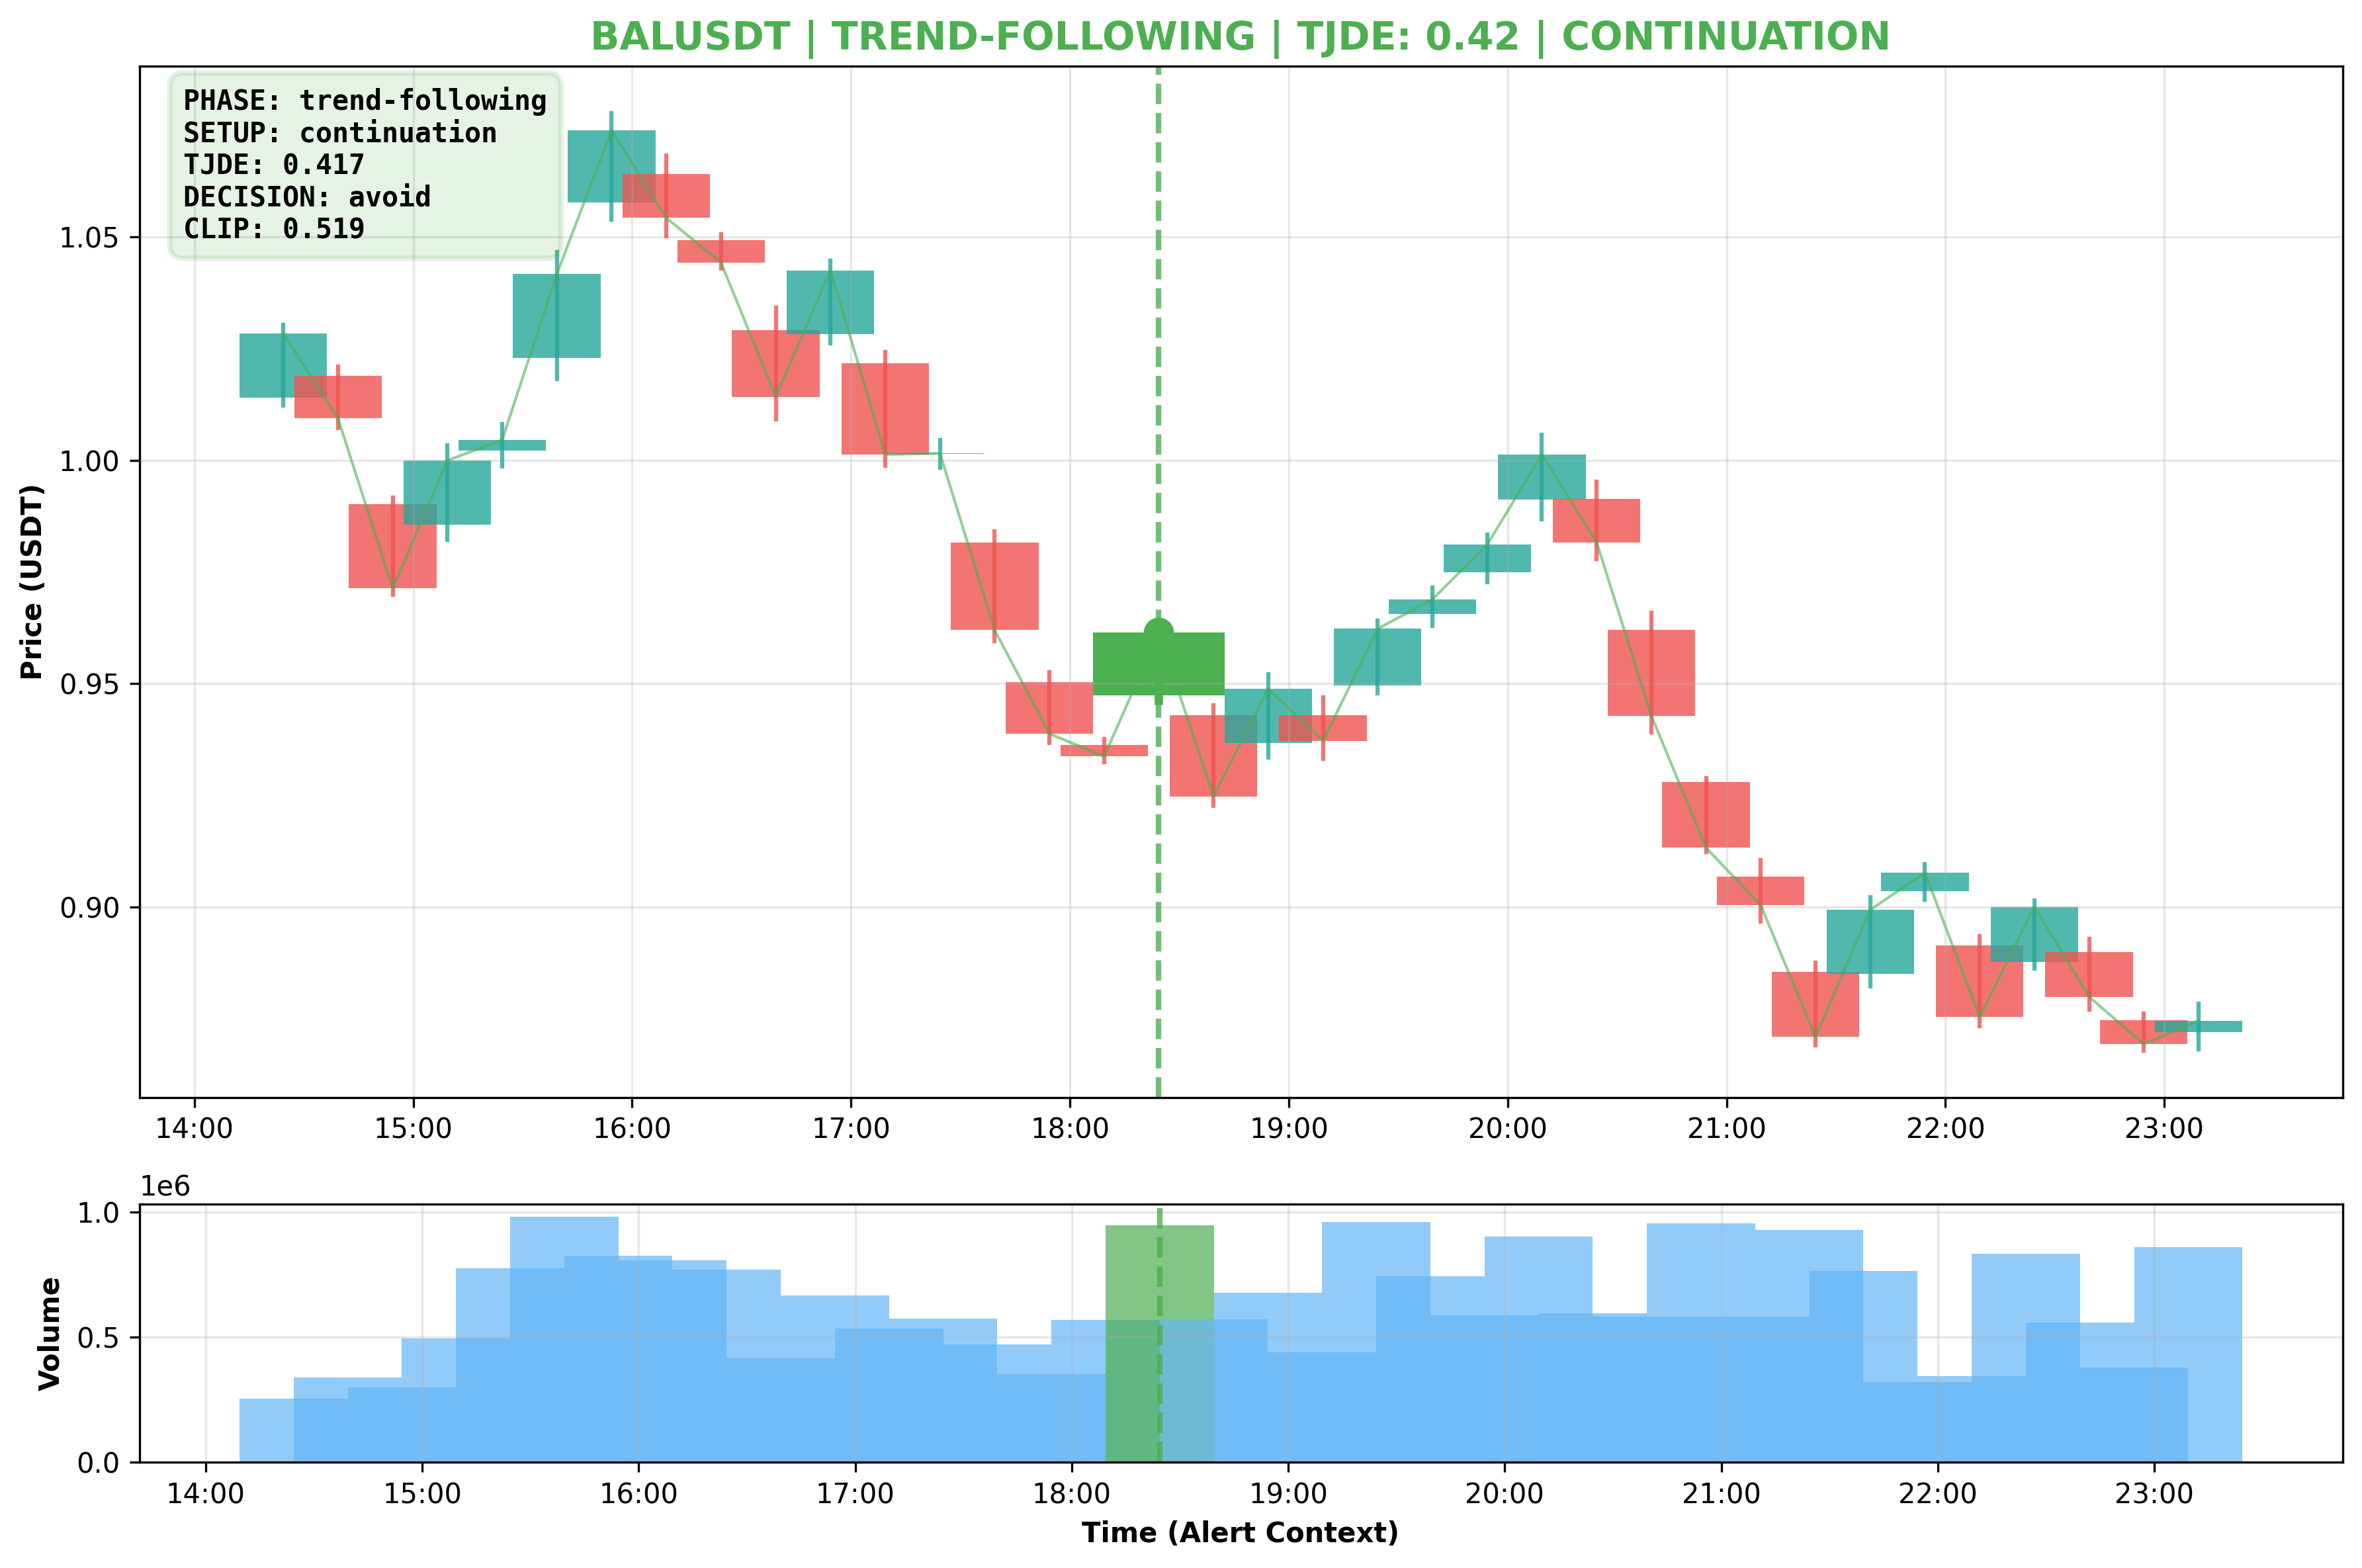 BALUSDT | TREND-FOLLOWING | TJDE: 0.42 | CONTINUATION
PHASE: trend-following
SETUP: continuation
TJDE: 0.417
DECISION: avoid
CLIP: 0.519
Price (USDT)
1.05
1.00
0.95
0.90
14:00 15:00 16:00 17:00 18:00 19:00 20:00 21:00 22:00 23:00
1e6
Volume
1.0
0.5
0.0
14:00 15:00 16:00 17:00 18:00 19:00 20:00 21:00 22:00 23:00
Time (Alert Context)